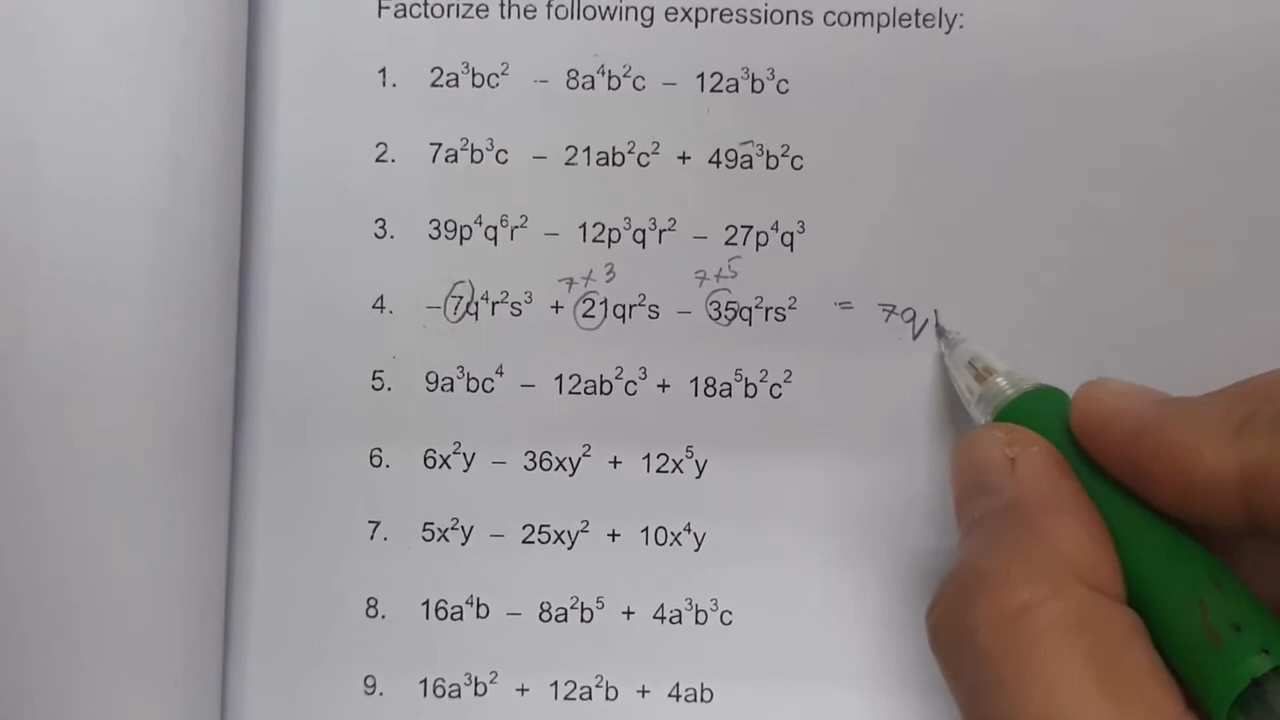 Factorize the following expressions completely:
1. 2a³bc² - 8a⁴b²c – 12a³b³c
2. 7a²b³c – 21ab²c² + 49a³b²c
3. 39p⁴q⁶r² – 12p³q³r² – 27p⁴q³
7×3 7×5
4. –7q⁴r²s³ + 21qr²s – 35q²rs² = 7q
5. 9a³bc⁴ – 12ab²c³ + 18a⁵b²c²
6. 6x²y – 36xy² + 12x⁵y
7. 5x²y – 25xy² + 10x⁴y
8. 16a⁴b – 8a²b⁵ + 4a³b³c
9. 16a³b² + 12a²b + 4ab